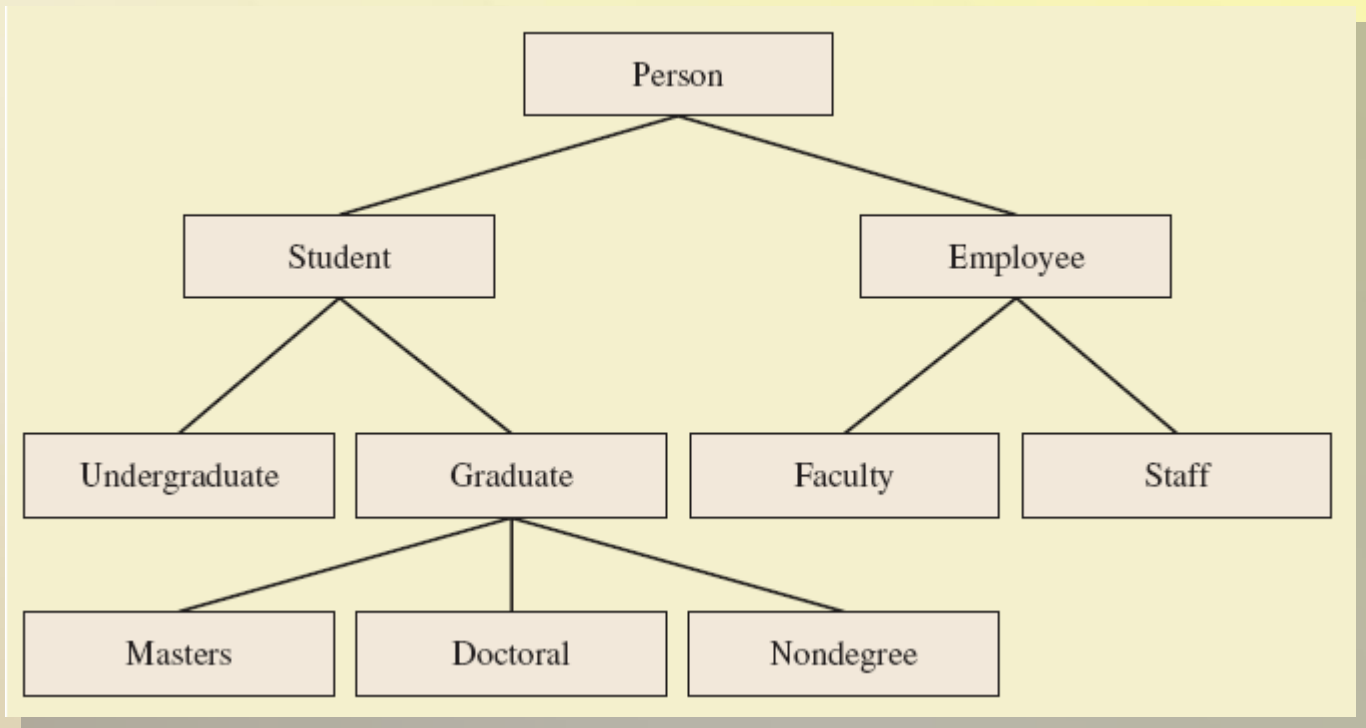 Person
Student
Employee
Undergraduate
Graduate
Faculty
Staff
Masters
Doctoral
Nondegree